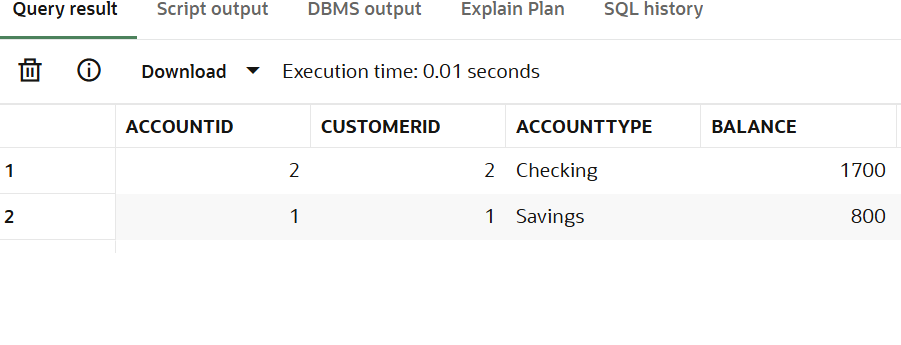 Query result Script output DBMS output Explain Plan SQL history
Download Execution time: 0.01 seconds
ACCOUNTID CUSTOMERID ACCOUNTTYPE BALANCE
1 2 2 Checking 1700
2 1 1 Savings 800